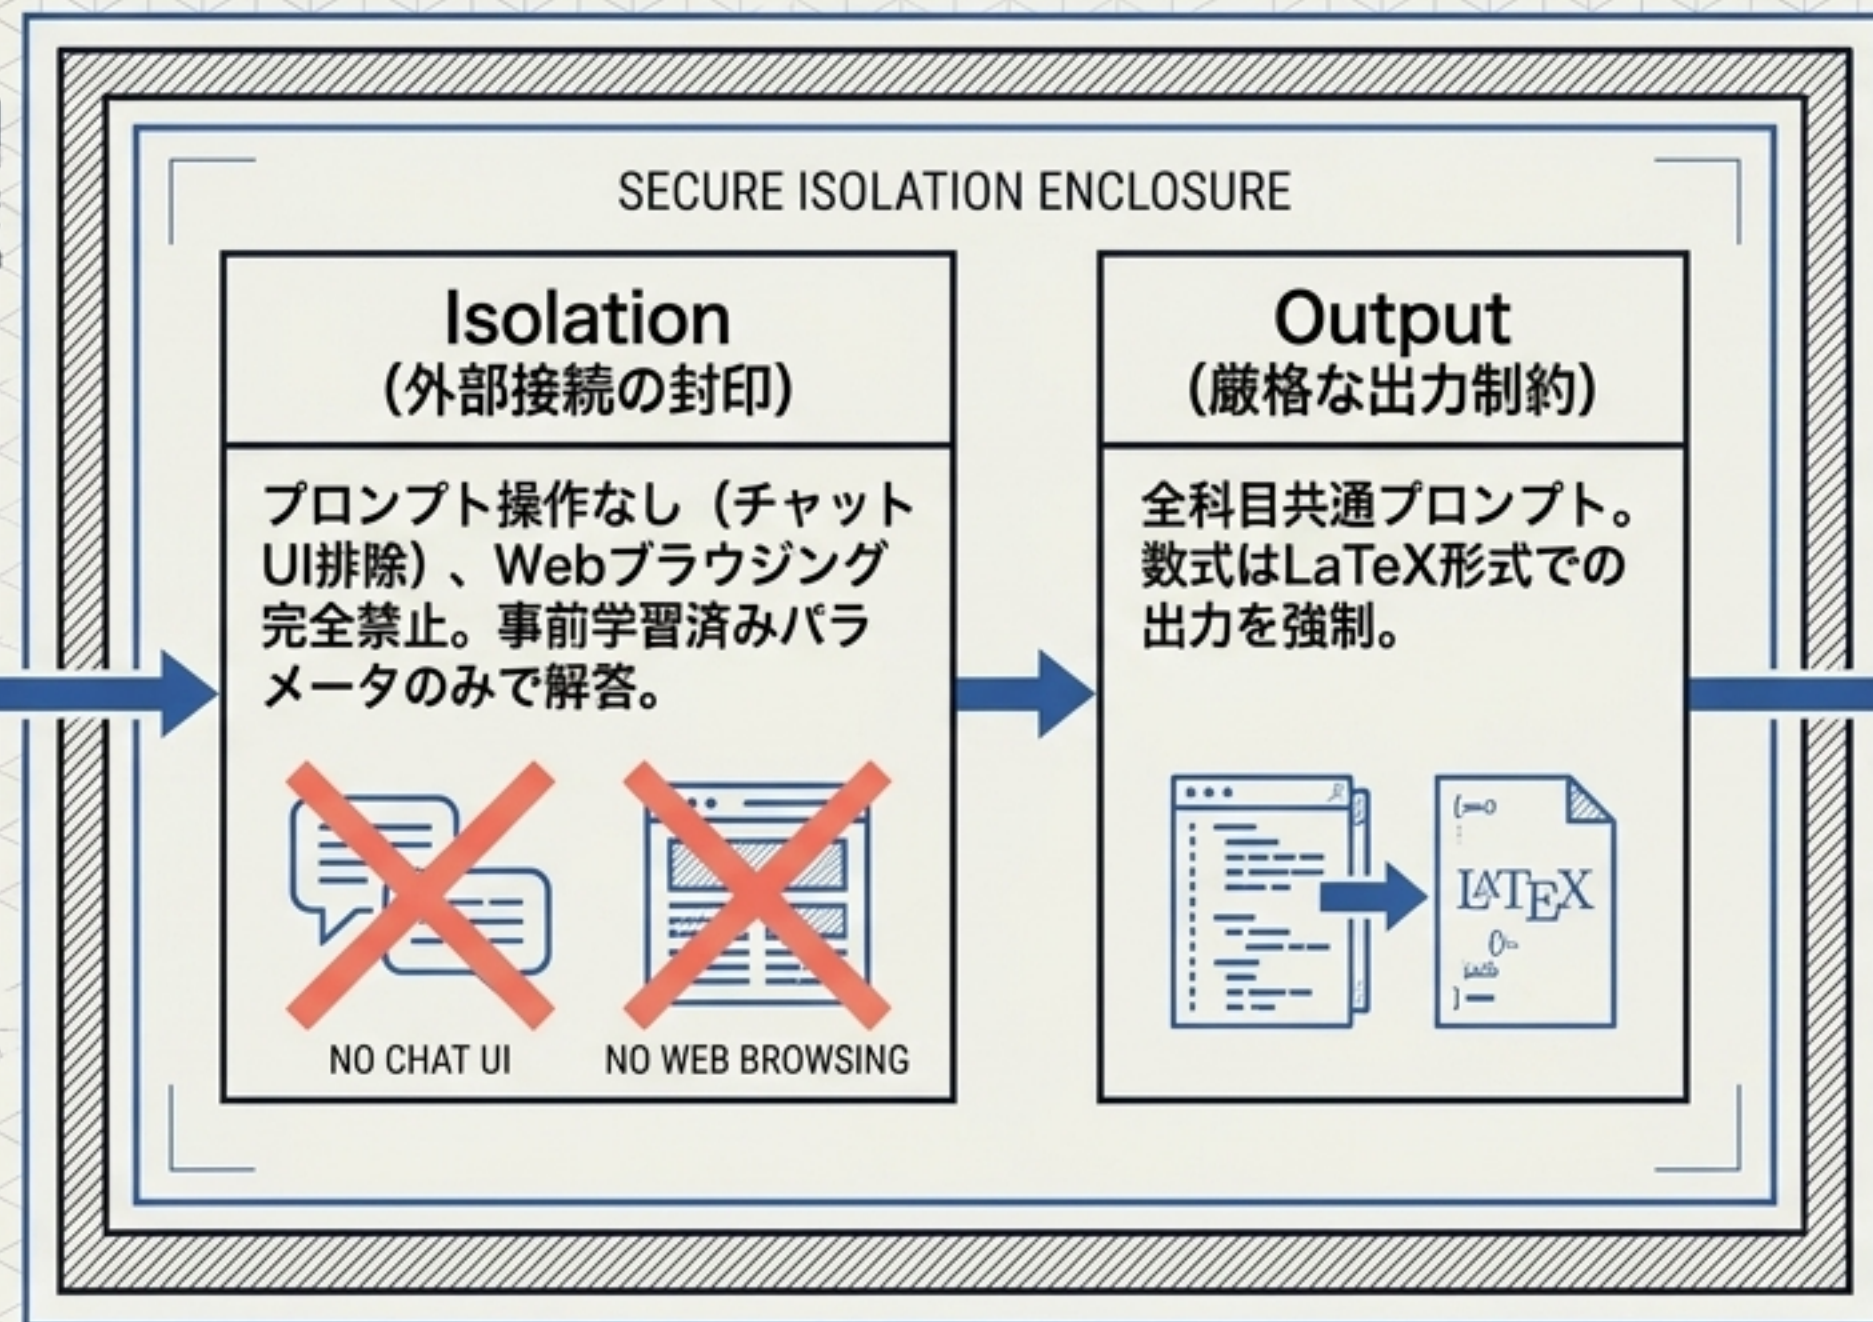 SECURE ISOLATION ENCLOSURE
Isolation
（外部接続の封印）
プロンプト操作なし（チャット
UI排除）、Webブラウジング
完全禁止。事前学習済みパラ
メータのみで解答。
NO CHAT UI
NO WEB BROWSING
Output
（厳格な出力制約）
全科目共通プロンプト。
数式はLaTeX形式での
出力を強制。
LATEX